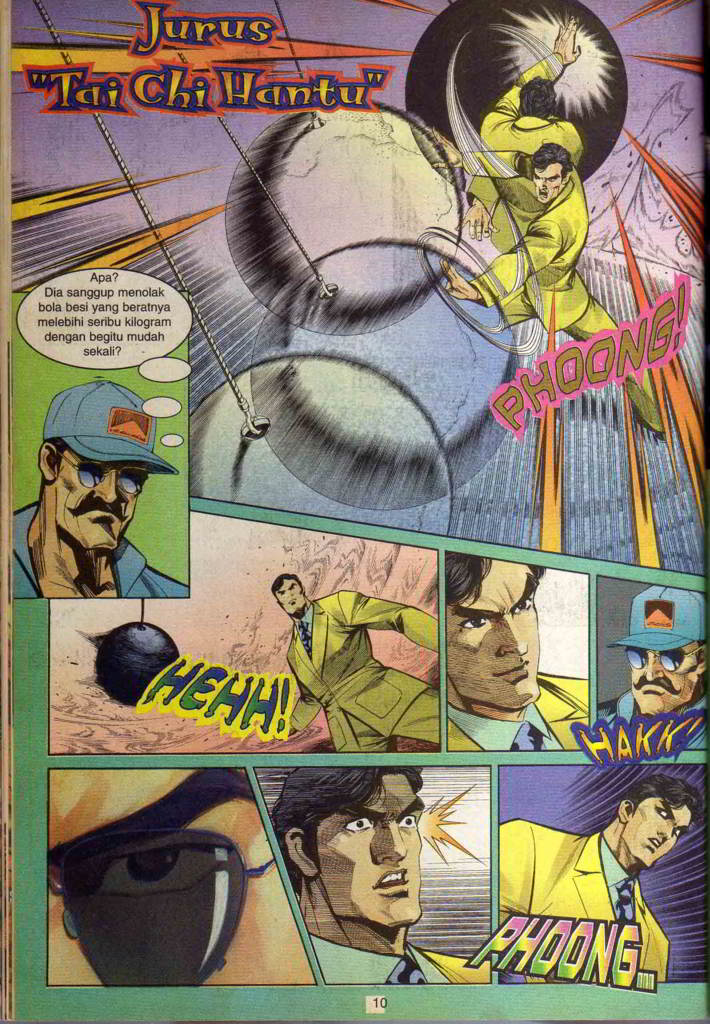 Jurus
"Tai Chi Hantu"
Apa?
Dia sanggup menolak
bola besi yang beratnya
melebihi seribu kilogram
dengan begitu mudah
sekali?
PHOONG!
HEHH!
HAKK!
PHOONG...
10